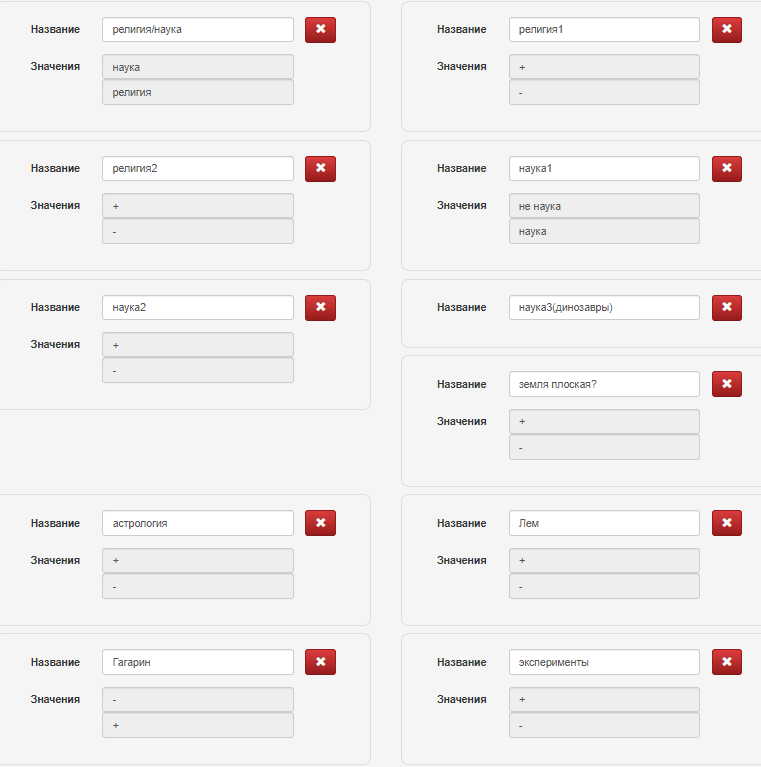 Название религия/наука
Значения наука
религия
Название религия1
Значения +
-
Название религия2
Значения +
-
Название наука1
Значения не наука
наука
Название наука2
Значения +
-
Название наука3(динозавры)
Название земля плоская?
Значения +
-
Название астрология
Значения +
-
Название Лем
Значения +
-
Название Гагарин
Значения -
+
Название эксперименты
Значения +
-